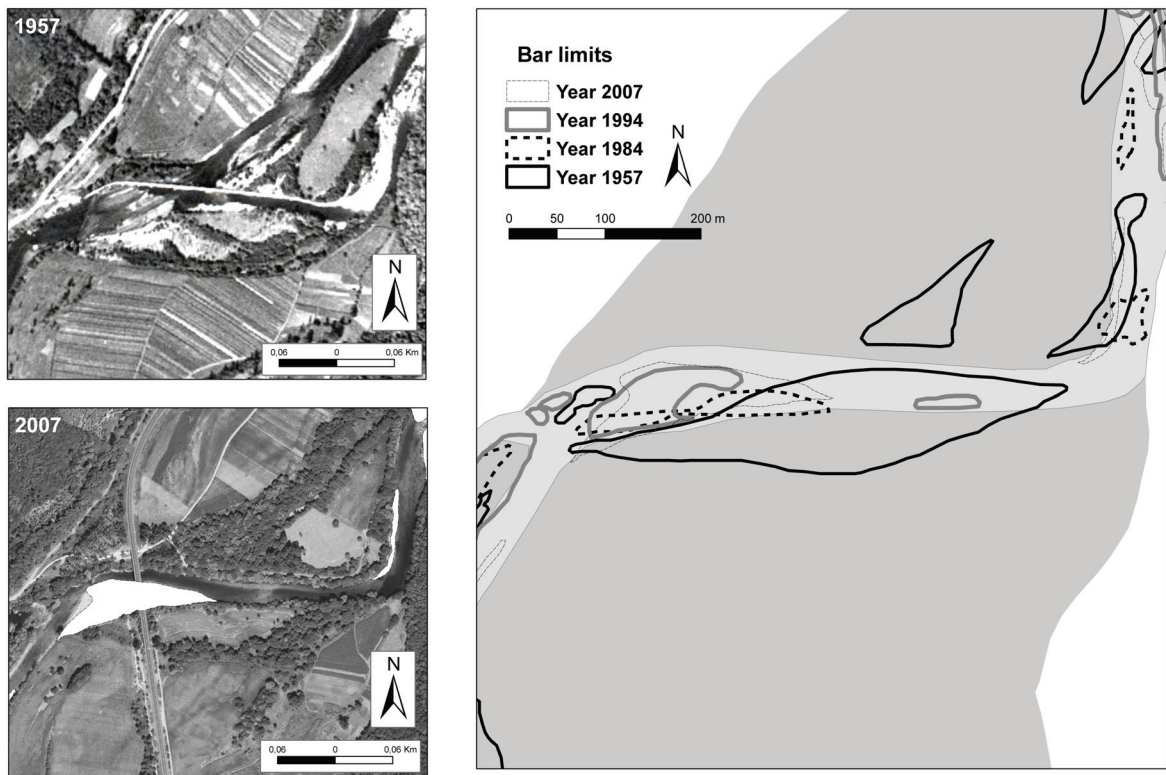 1957
N
0,06 0 0,06 Km
2007
N
0,06 0 0,06 Km
Bar limits
Year 2007
Year 1994
Year 1984
Year 1957
N
0 50 100 200 m